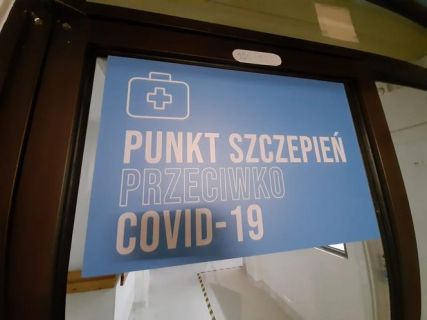 PUNKT SZCZEPIEŃ
PRZECIWKO
COVID-19